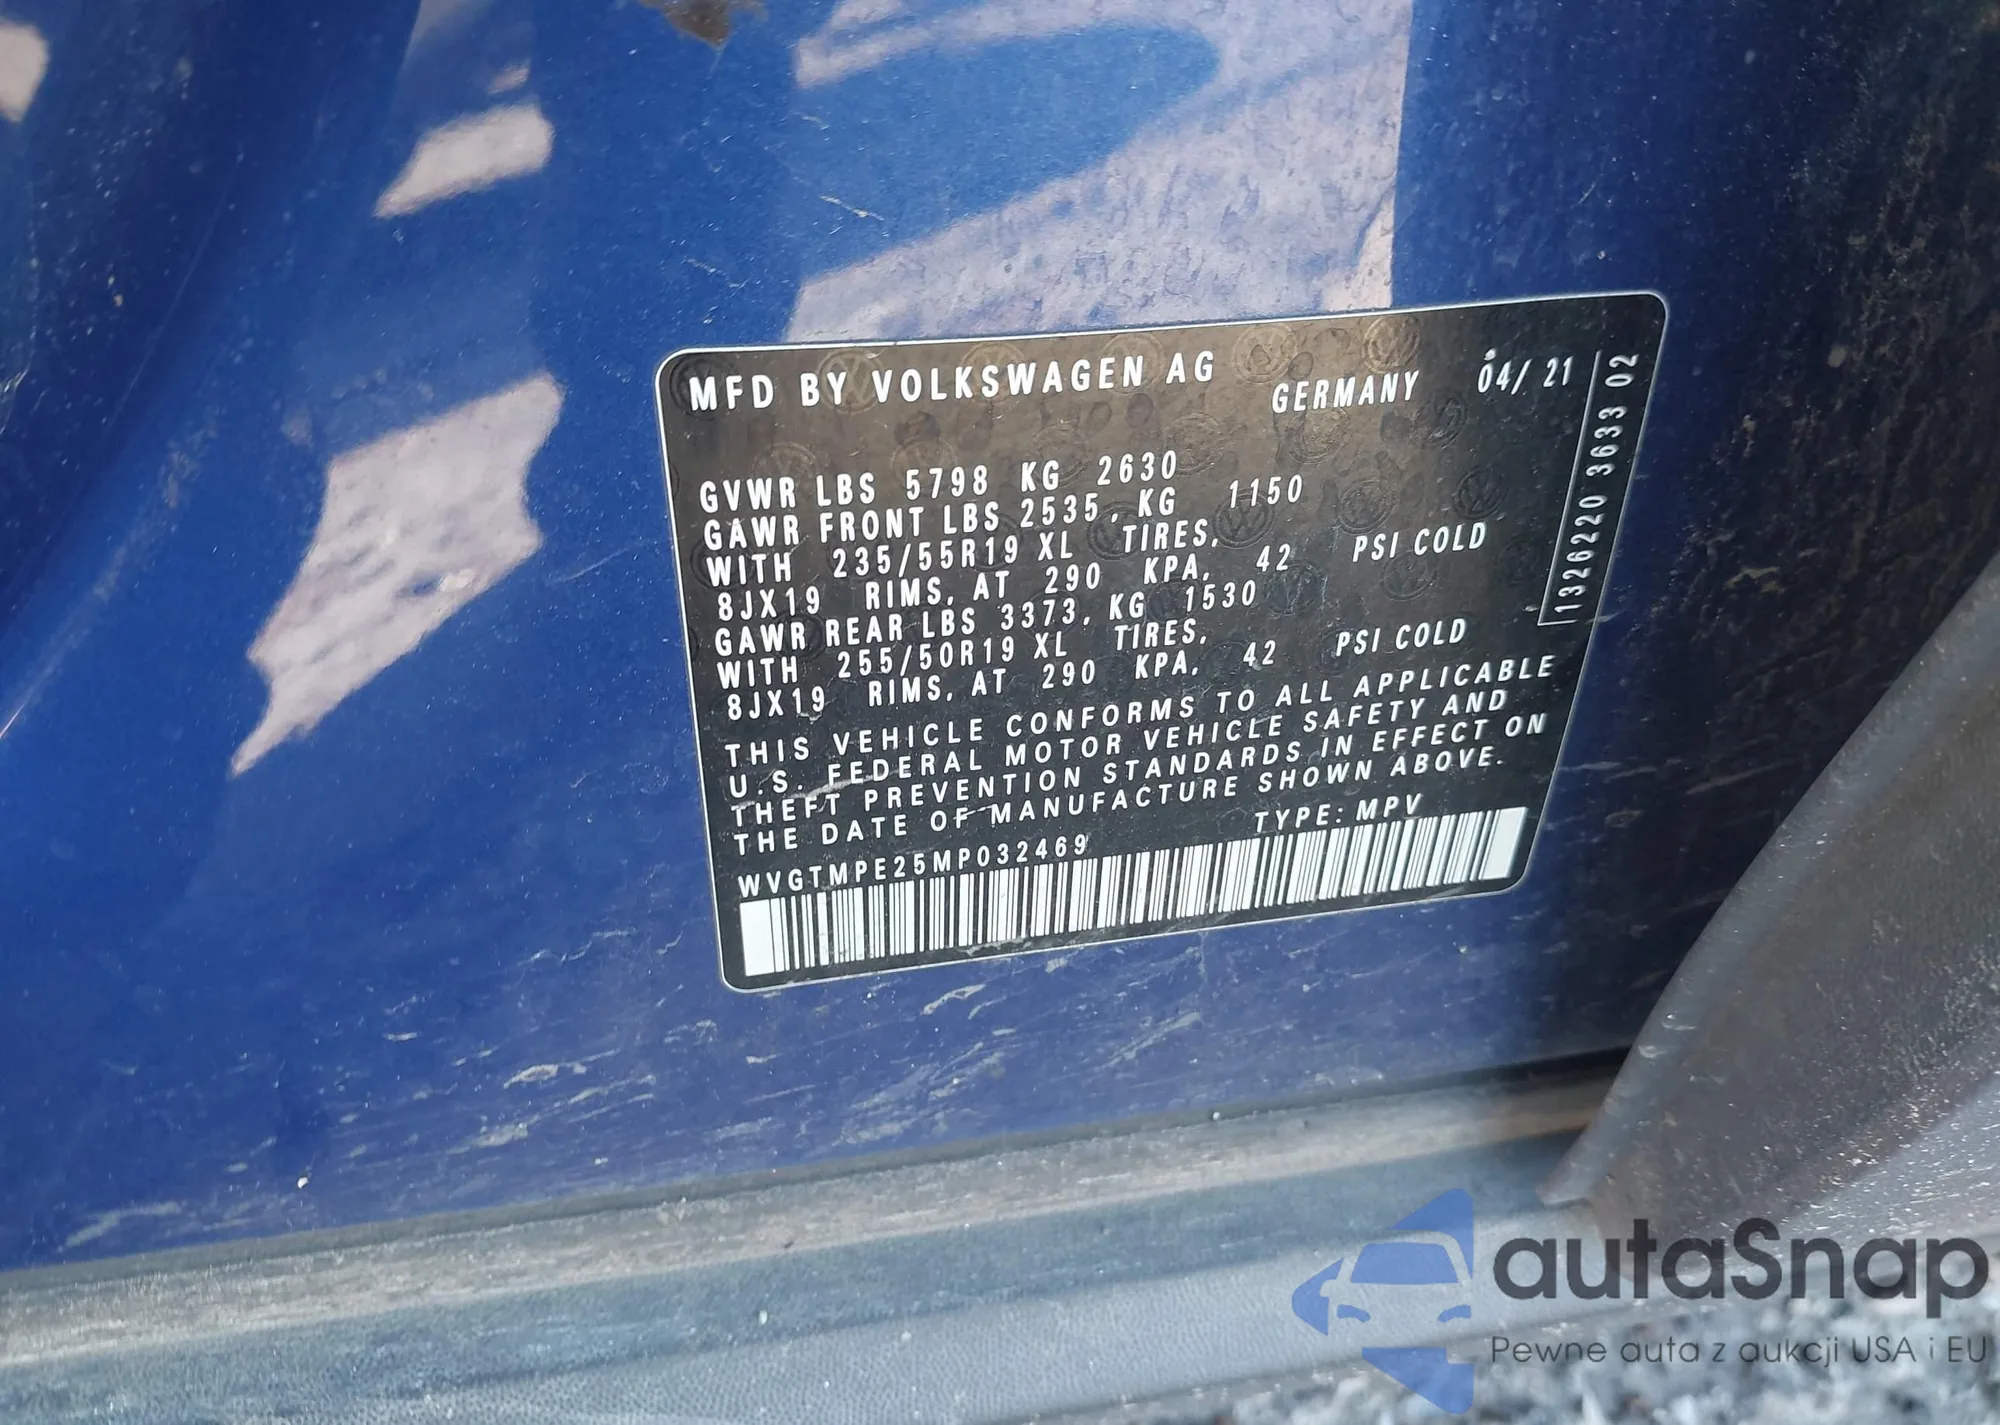 MFD BY VOLKSWAGEN AG GERMANY 04/ 21
GVWR LBS 5798 KG 2630
GAWR FRONT LBS 2535, KG 1150
WITH 235/55R19 XL TIRES,
8JX19 RIMS, AT 290 KPA, 42 PSI COLD
GAWR REAR LBS 3373, KG 1530
WITH 255/50R19 XL TIRES,
8JX19 RIMS, AT 290 KPA, 42 PSI COLD
THIS VEHICLE CONFORMS TO ALL APPLICABLE
U.S. FEDERAL MOTOR VEHICLE SAFETY AND
THEFT PREVENTION STANDARDS IN EFFECT ON
THE DATE OF MANUFACTURE SHOWN ABOVE.
WVGTMPE25MP032469 TYPE: MPV
1326220 3633 02
autaSnap
Pewne auta z aukcji USA i EU